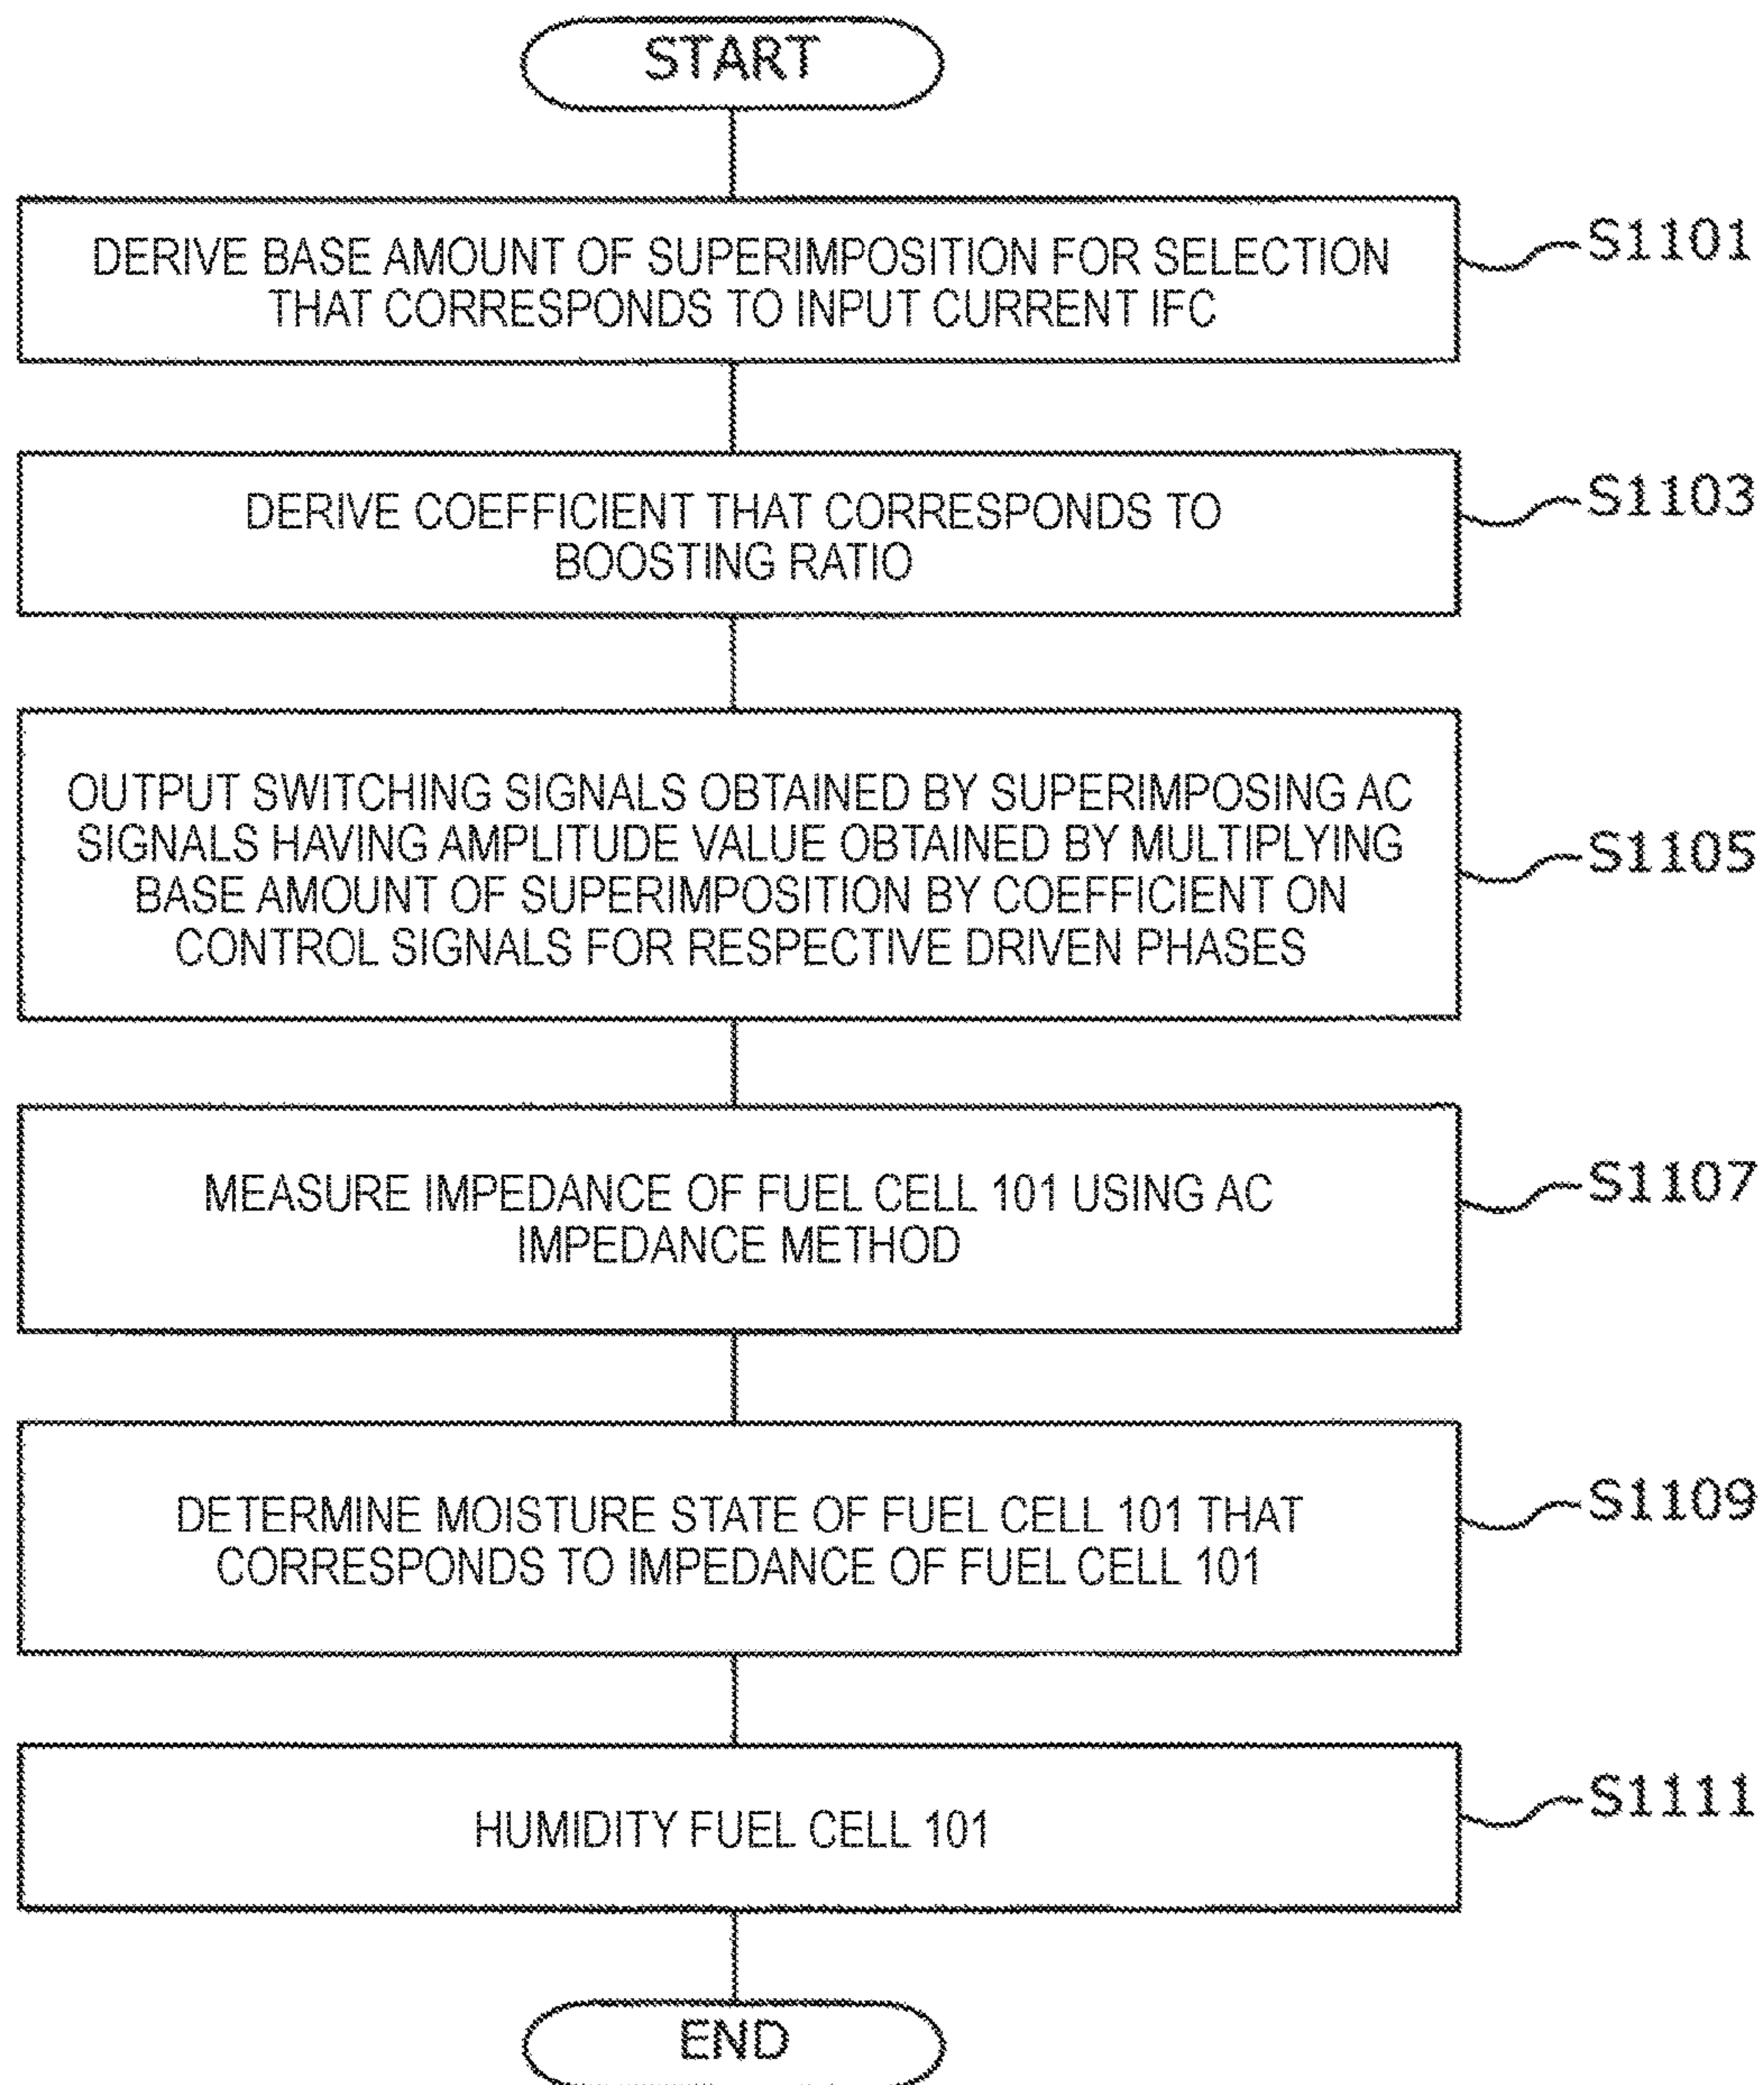 START
DERIVE BASE AMOUNT OF SUPERIMPOSITION FOR SELECTION
THAT CORRESPONDS TO INPUT CURRENT IFC
S1101
DERIVE COEFFICIENT THAT CORRESPONDS TO
BOOSTING RATIO
S1103
OUTPUT SWITCHING SIGNALS OBTAINED BY SUPERIMPOSING AC
SIGNALS HAVING AMPLITUDE VALUE OBTAINED BY MULTIPLYING
BASE AMOUNT OF SUPERIMPOSITION BY COEFFICIENT ON
CONTROL SIGNALS FOR RESPECTIVE DRIVEN PHASES
S1105
MEASURE IMPEDANCE OF FUEL CELL 101 USING AC
IMPEDANCE METHOD
S1107
DETERMINE MOISTURE STATE OF FUEL CELL 101 THAT
CORRESPONDS TO IMPEDANCE OF FUEL CELL 101
S1109
HUMIDITY FUEL CELL 101
S1111
END